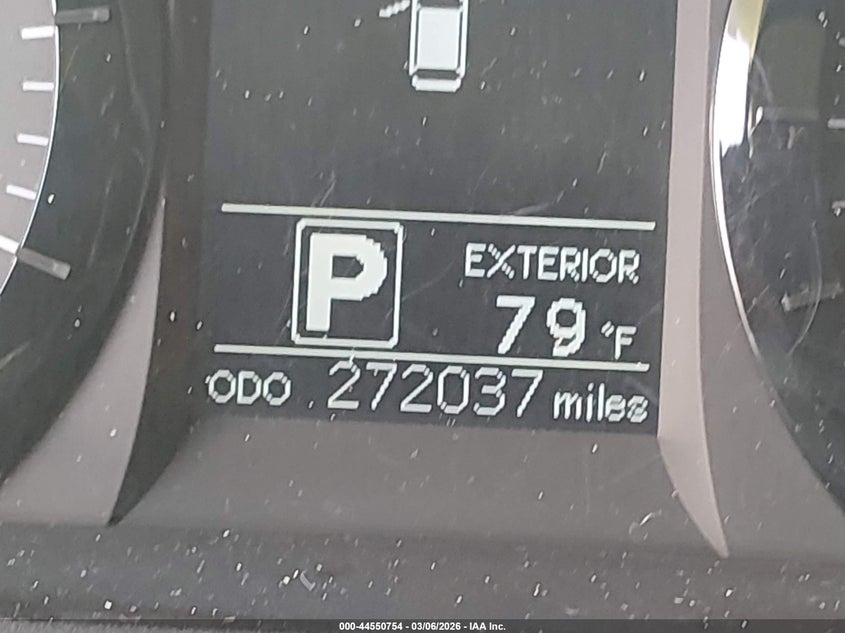 P
EXTERIOR
79 °F
ODO 272037 miles
000-44550754 - 03/06/2026 - IAA Inc.